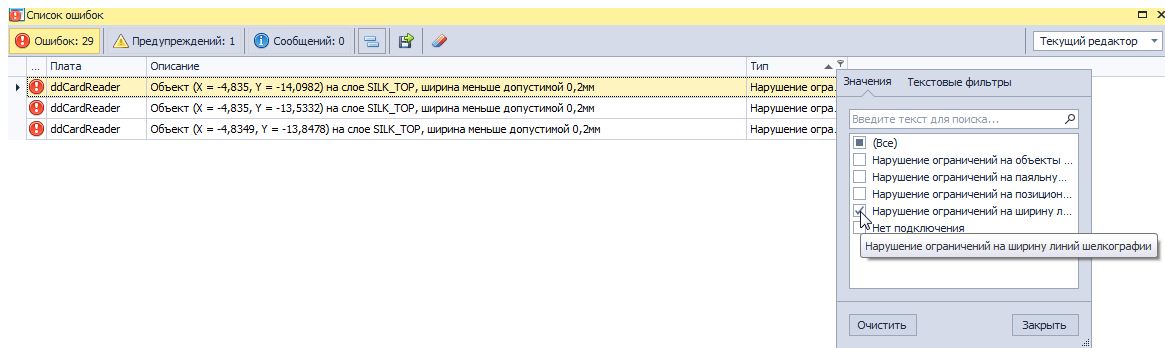 Список ошибок
Ошибок: 29 Предупреждений: 1 Сообщений: 0 Текущий редактор
... Плата Описание Тип
ddCardReader Объект (X = -4,835, Y = -14,0982) на слое SILK_TOP, ширина меньше допустимой 0,2мм Нарушение огра...
ddCardReader Объект (X = -4,835, Y = -13,5332) на слое SILK_TOP, ширина меньше допустимой 0,2мм Нарушение огра...
ddCardReader Объект (X = -4,8349, Y = -13,8478) на слое SILK_TOP, ширина меньше допустимой 0,2мм Нарушение огра...
Значения Текстовые фильтры
Введите текст для поиска...
(Все)
Нарушение ограничений на объекты ...
Нарушение ограничений на паяльну...
Нарушение ограничений на позицион...
Нарушение ограничений на ширину л...
Нет подключения
Нарушение ограничений на ширину линий шелкографии
Очистить Закрыть